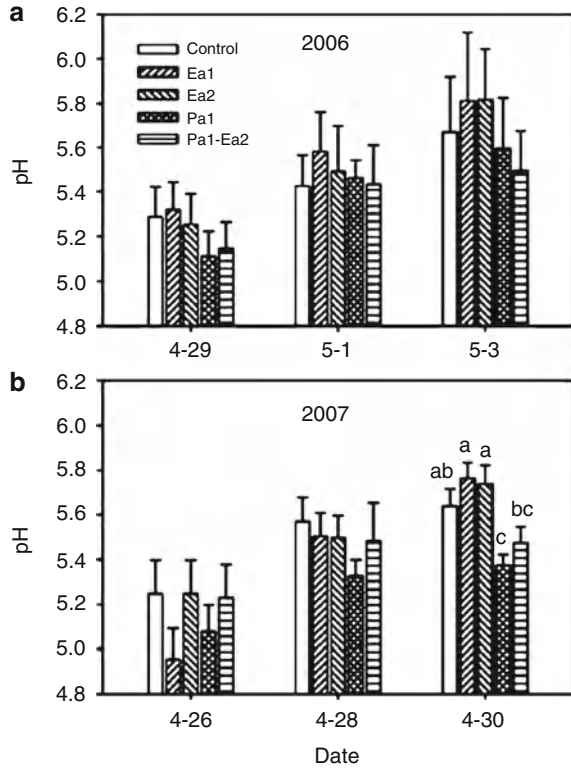 a
2006
Control
Ea1
Ea2
Pa1
Pa1-Ea2
pH
6.2
6.0
5.8
5.6
5.4
5.2
5.0
4.8
4-29 5-1 5-3
b
2007
pH
6.2
6.0
5.8
5.6
5.4
5.2
5.0
4.8
ab a a c bc
4-26 4-28 4-30
Date